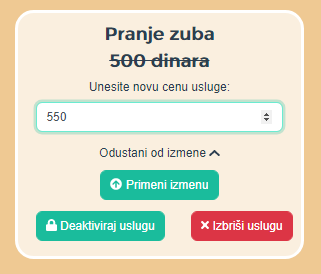 Pranje zuba
500 dinara
Unesite novu cenu usluge:
550
Odustani od izmene
Primeni izmenu
Deaktiviraj uslugu
Izbriši uslugu